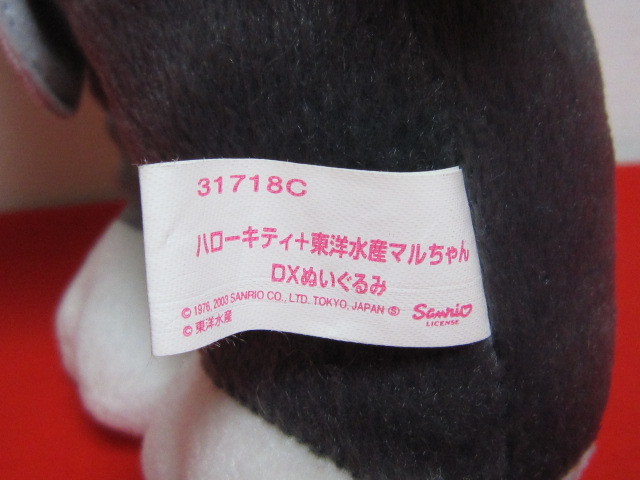 31718C
ハローキティ+東洋水産マルちゃん
DXぬいぐるみ
© 1976, 2003 SANRIO CO., LTD. TOKYO, JAPAN Ⓢ
© 東洋水産
Sanrio
LICENSE